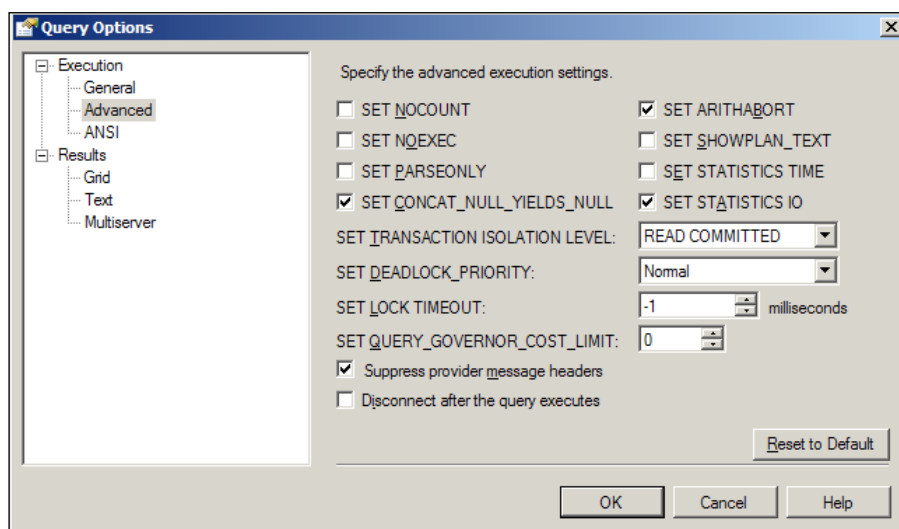 Query Options
Execution
General
Advanced
ANSI
Results
Grid
Text
Multiserver
Specify the advanced execution settings.
SET NOCOUNT
SET ARITHABORT
SET NOEXEC
SET SHOWPLAN_TEXT
SET PARSEONLY
SET STATISTICS TIME
SET CONCAT_NULL_YIELDS_NULL
SET STATISTICS IO
SET TRANSACTION ISOLATION LEVEL:
READ COMMITTED
SET DEADLOCK_PRIORITY:
Normal
SET LOCK TIMEOUT:
-1
milliseconds
SET QUERY_GOVERNOR_COST_LIMIT:
0
Suppress provider message headers
Disconnect after the query executes
Reset to Default
OK
Cancel
Help